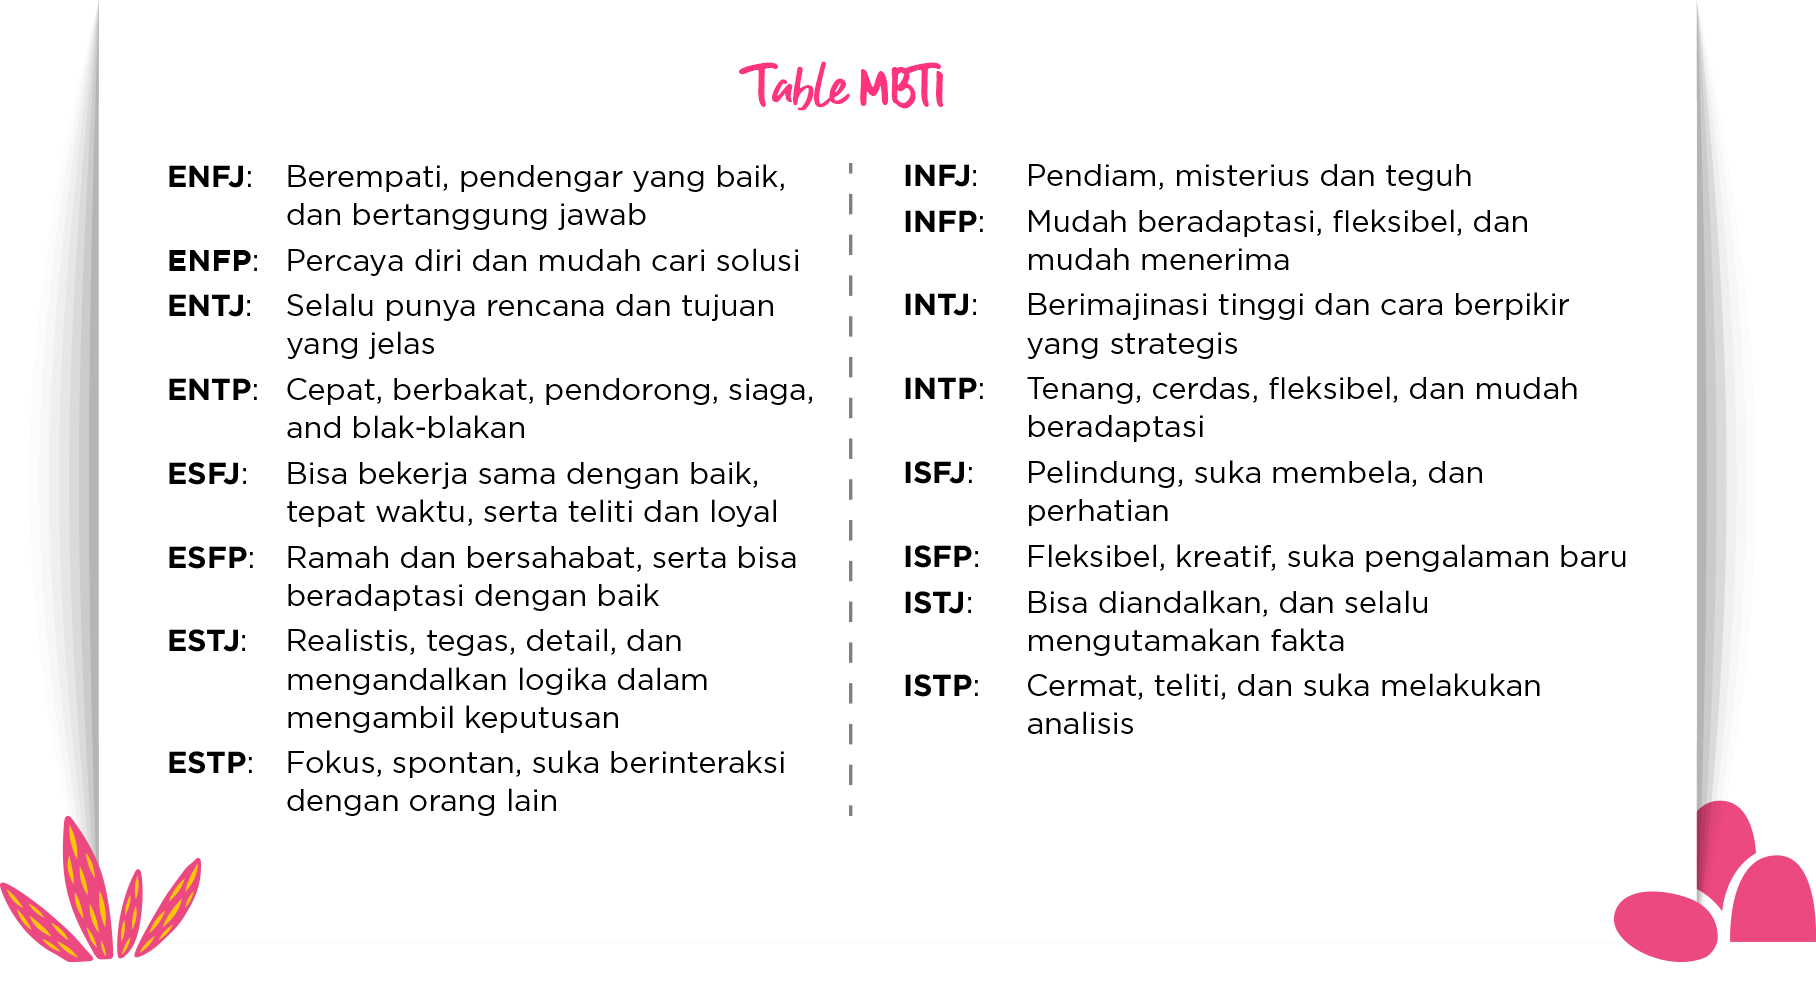 Table MBTI
ENFJ: Berempati, pendengar yang baik,
dan bertanggung jawab
ENFP: Percaya diri dan mudah cari solusi
ENTJ: Selalu punya rencana dan tujuan
yang jelas
ENTP: Cepat, berbakat, pendorong, siaga,
and blak-blakan
ESFJ: Bisa bekerja sama dengan baik,
tepat waktu, serta teliti dan loyal
ESFP: Ramah dan bersahabat, serta bisa
beradaptasi dengan baik
ESTJ: Realistis, tegas, detail, dan
mengandalkan logika dalam
mengambil keputusan
ESTP: Fokus, spontan, suka berinteraksi
dengan orang lain
INFJ: Pendiam, misterius dan teguh
INFP: Mudah beradaptasi, fleksibel, dan
mudah menerima
INTJ: Berimajinasi tinggi dan cara berpikir
yang strategis
INTP: Tenang, cerdas, fleksibel, dan mudah
beradaptasi
ISFJ: Pelindung, suka membela, dan
perhatian
ISFP: Fleksibel, kreatif, suka pengalaman baru
ISTJ: Bisa diandalkan, dan selalu
mengutamakan fakta
ISTP: Cermat, teliti, dan suka melakukan
analisis